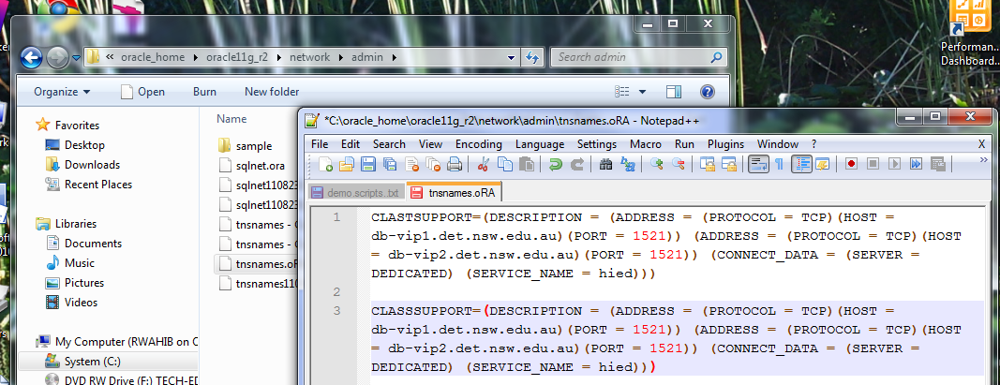 Performan...
Dashboard...
oracle_home
oracle11g_r2
network
admin
Search admin
Organize
Open
Burn
New folder
Favorites
Desktop
Downloads
Recent Places
Libraries
Documents
Music
Pictures
Videos
My Computer (RWAHIB on C
System (C:)
DVD RW Drive (F:) TECH-ED
Name
sample
sqlnet.ora
sqlnet11082
sqlnet11082
tnsnames - 
tnsnames - 
tnsnames.oR
tnsnames110
*C:\oracle_home\oracle11g_r2\network\admin\tnsnames.oRA - Notepad++
File Edit Search View Encoding Language Settings Macro Run Plugins Window ? X
demo.scripts..txt
tnsnames.oRA
1 CLASTSUPPORT=(DESCRIPTION = (ADDRESS = (PROTOCOL = TCP)(HOST =
db-vip1.det.nsw.edu.au)(PORT = 1521)) (ADDRESS = (PROTOCOL = TCP)(HOST
= db-vip2.det.nsw.edu.au)(PORT = 1521)) (CONNECT_DATA = (SERVER =
DEDICATED) (SERVICE_NAME = hied)))
2
3 CLASSSUPPORT=(DESCRIPTION = (ADDRESS = (PROTOCOL = TCP)(HOST =
db-vip1.det.nsw.edu.au)(PORT = 1521)) (ADDRESS = (PROTOCOL = TCP)(HOST
= db-vip2.det.nsw.edu.au)(PORT = 1521)) (CONNECT_DATA = (SERVER =
DEDICATED) (SERVICE_NAME = hied)))